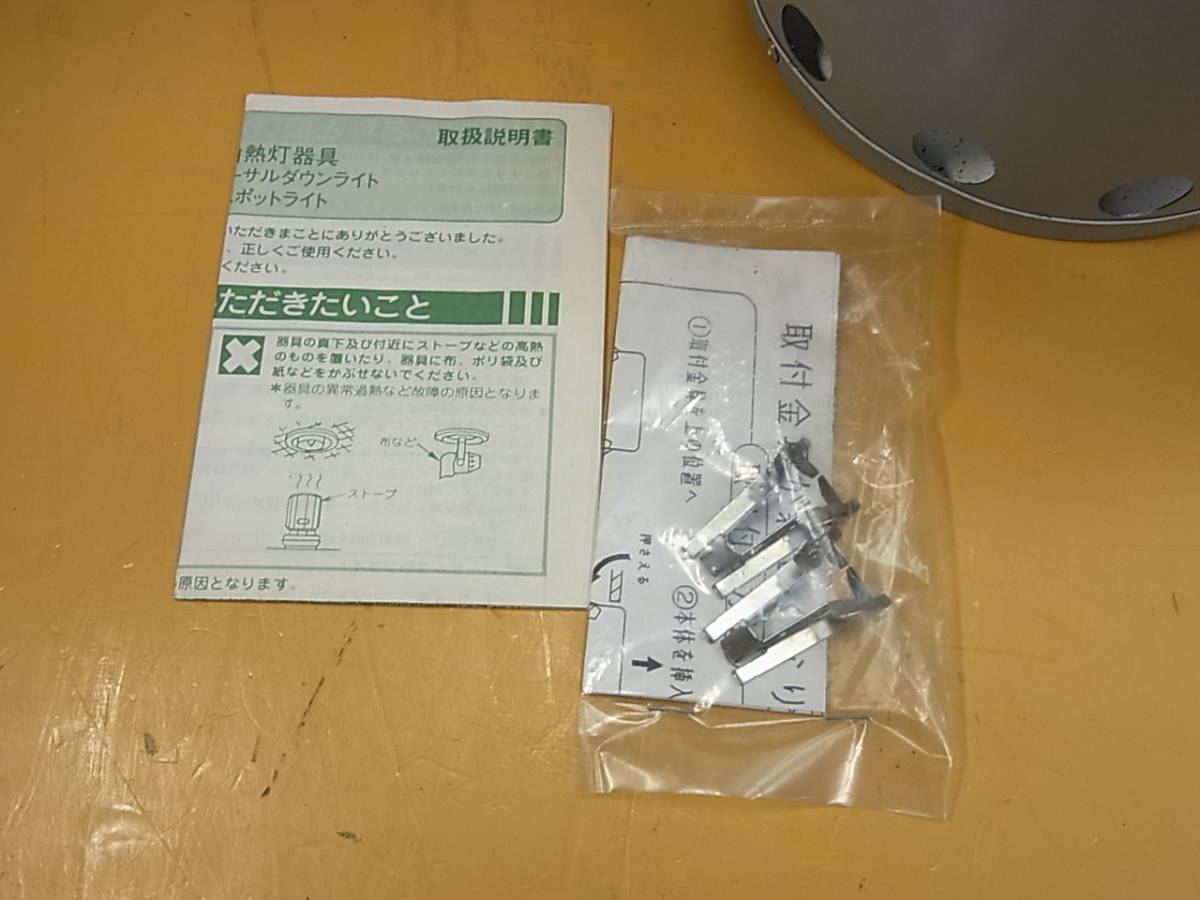 取扱説明書
熱灯器具
ーサルダウンライト
ポットライト
いただきまことにありがとうございました。
、正しくご使用ください。
ください。
ただきたいこと
器具の真下及び付近にストーブなどの高熱
のものを置いたり、器具に布、ポリ袋及び
紙などをかぶせないでください。
＊器具の異常過熱など故障の原因となりま
す。
布など
ストーブ
原因となります。
取付金
①取付金具を上の位置へ
押さえる
②本体を挿入